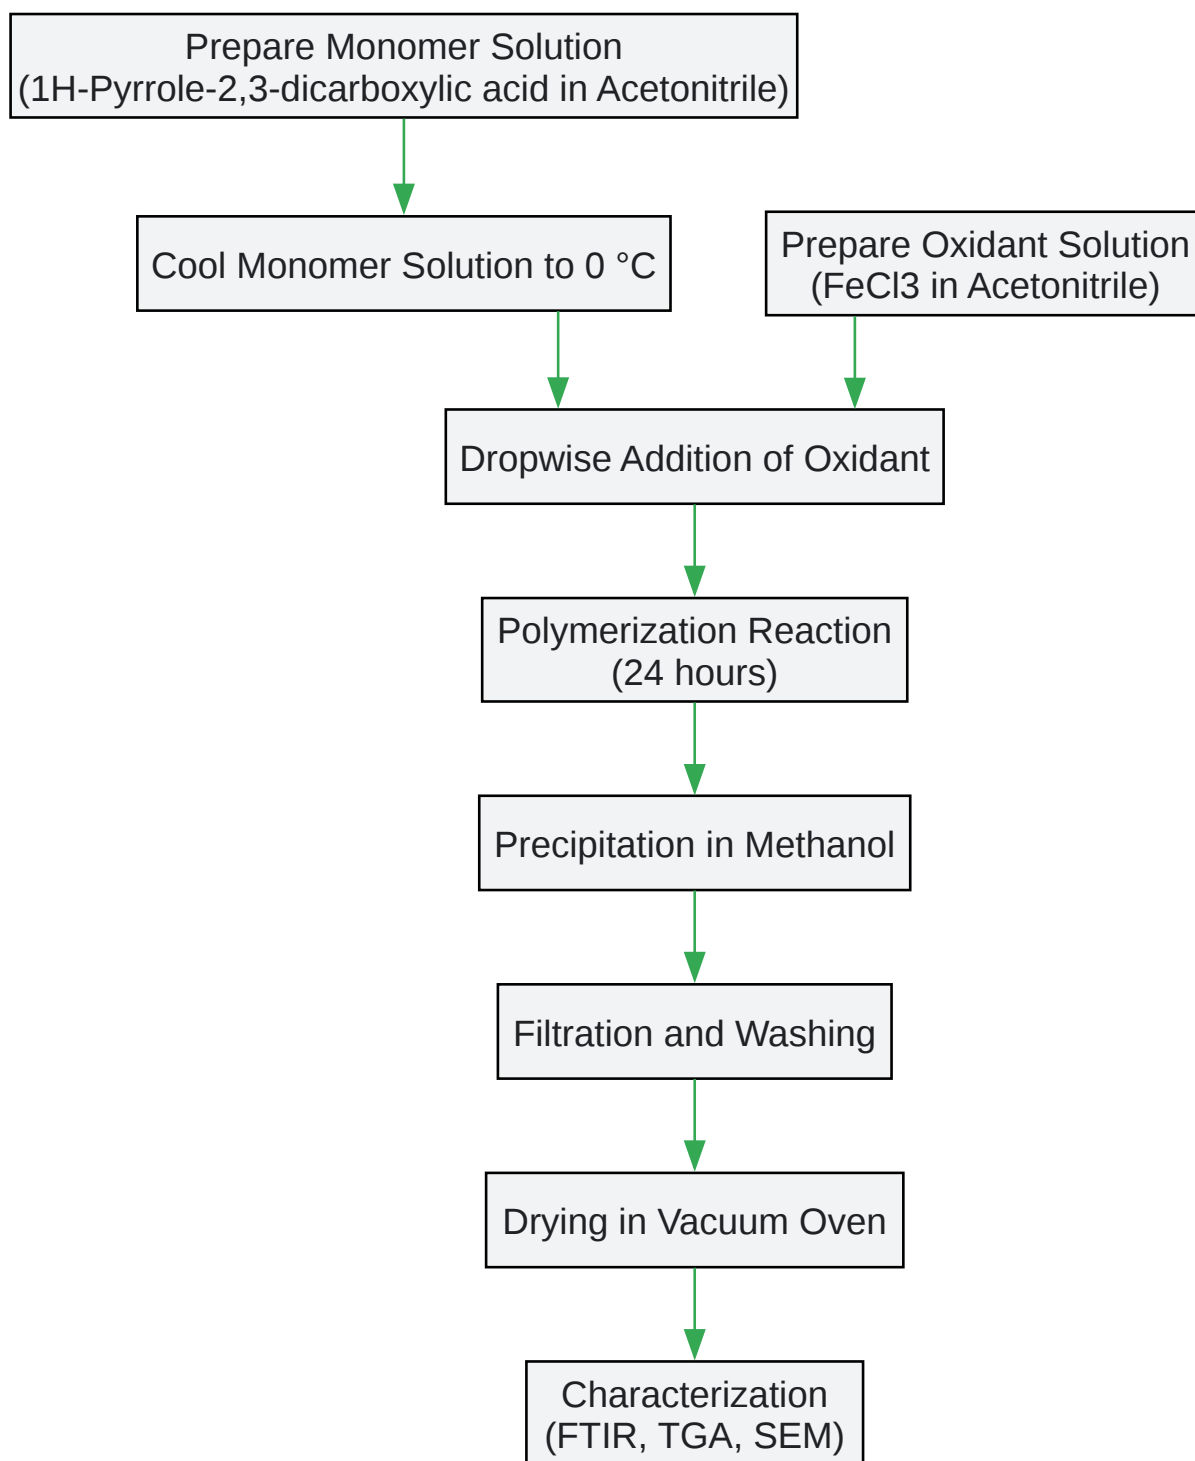 Prepare Monomer Solution
(1H-Pyrrole-2,3-dicarboxylic acid in Acetonitrile)
Cool Monomer Solution to 0 °C
Prepare Oxidant Solution
(FeCl3 in Acetonitrile)
Dropwise Addition of Oxidant
Polymerization Reaction
(24 hours)
Precipitation in Methanol
Filtration and Washing
Drying in Vacuum Oven
Characterization
(FTIR, TGA, SEM)